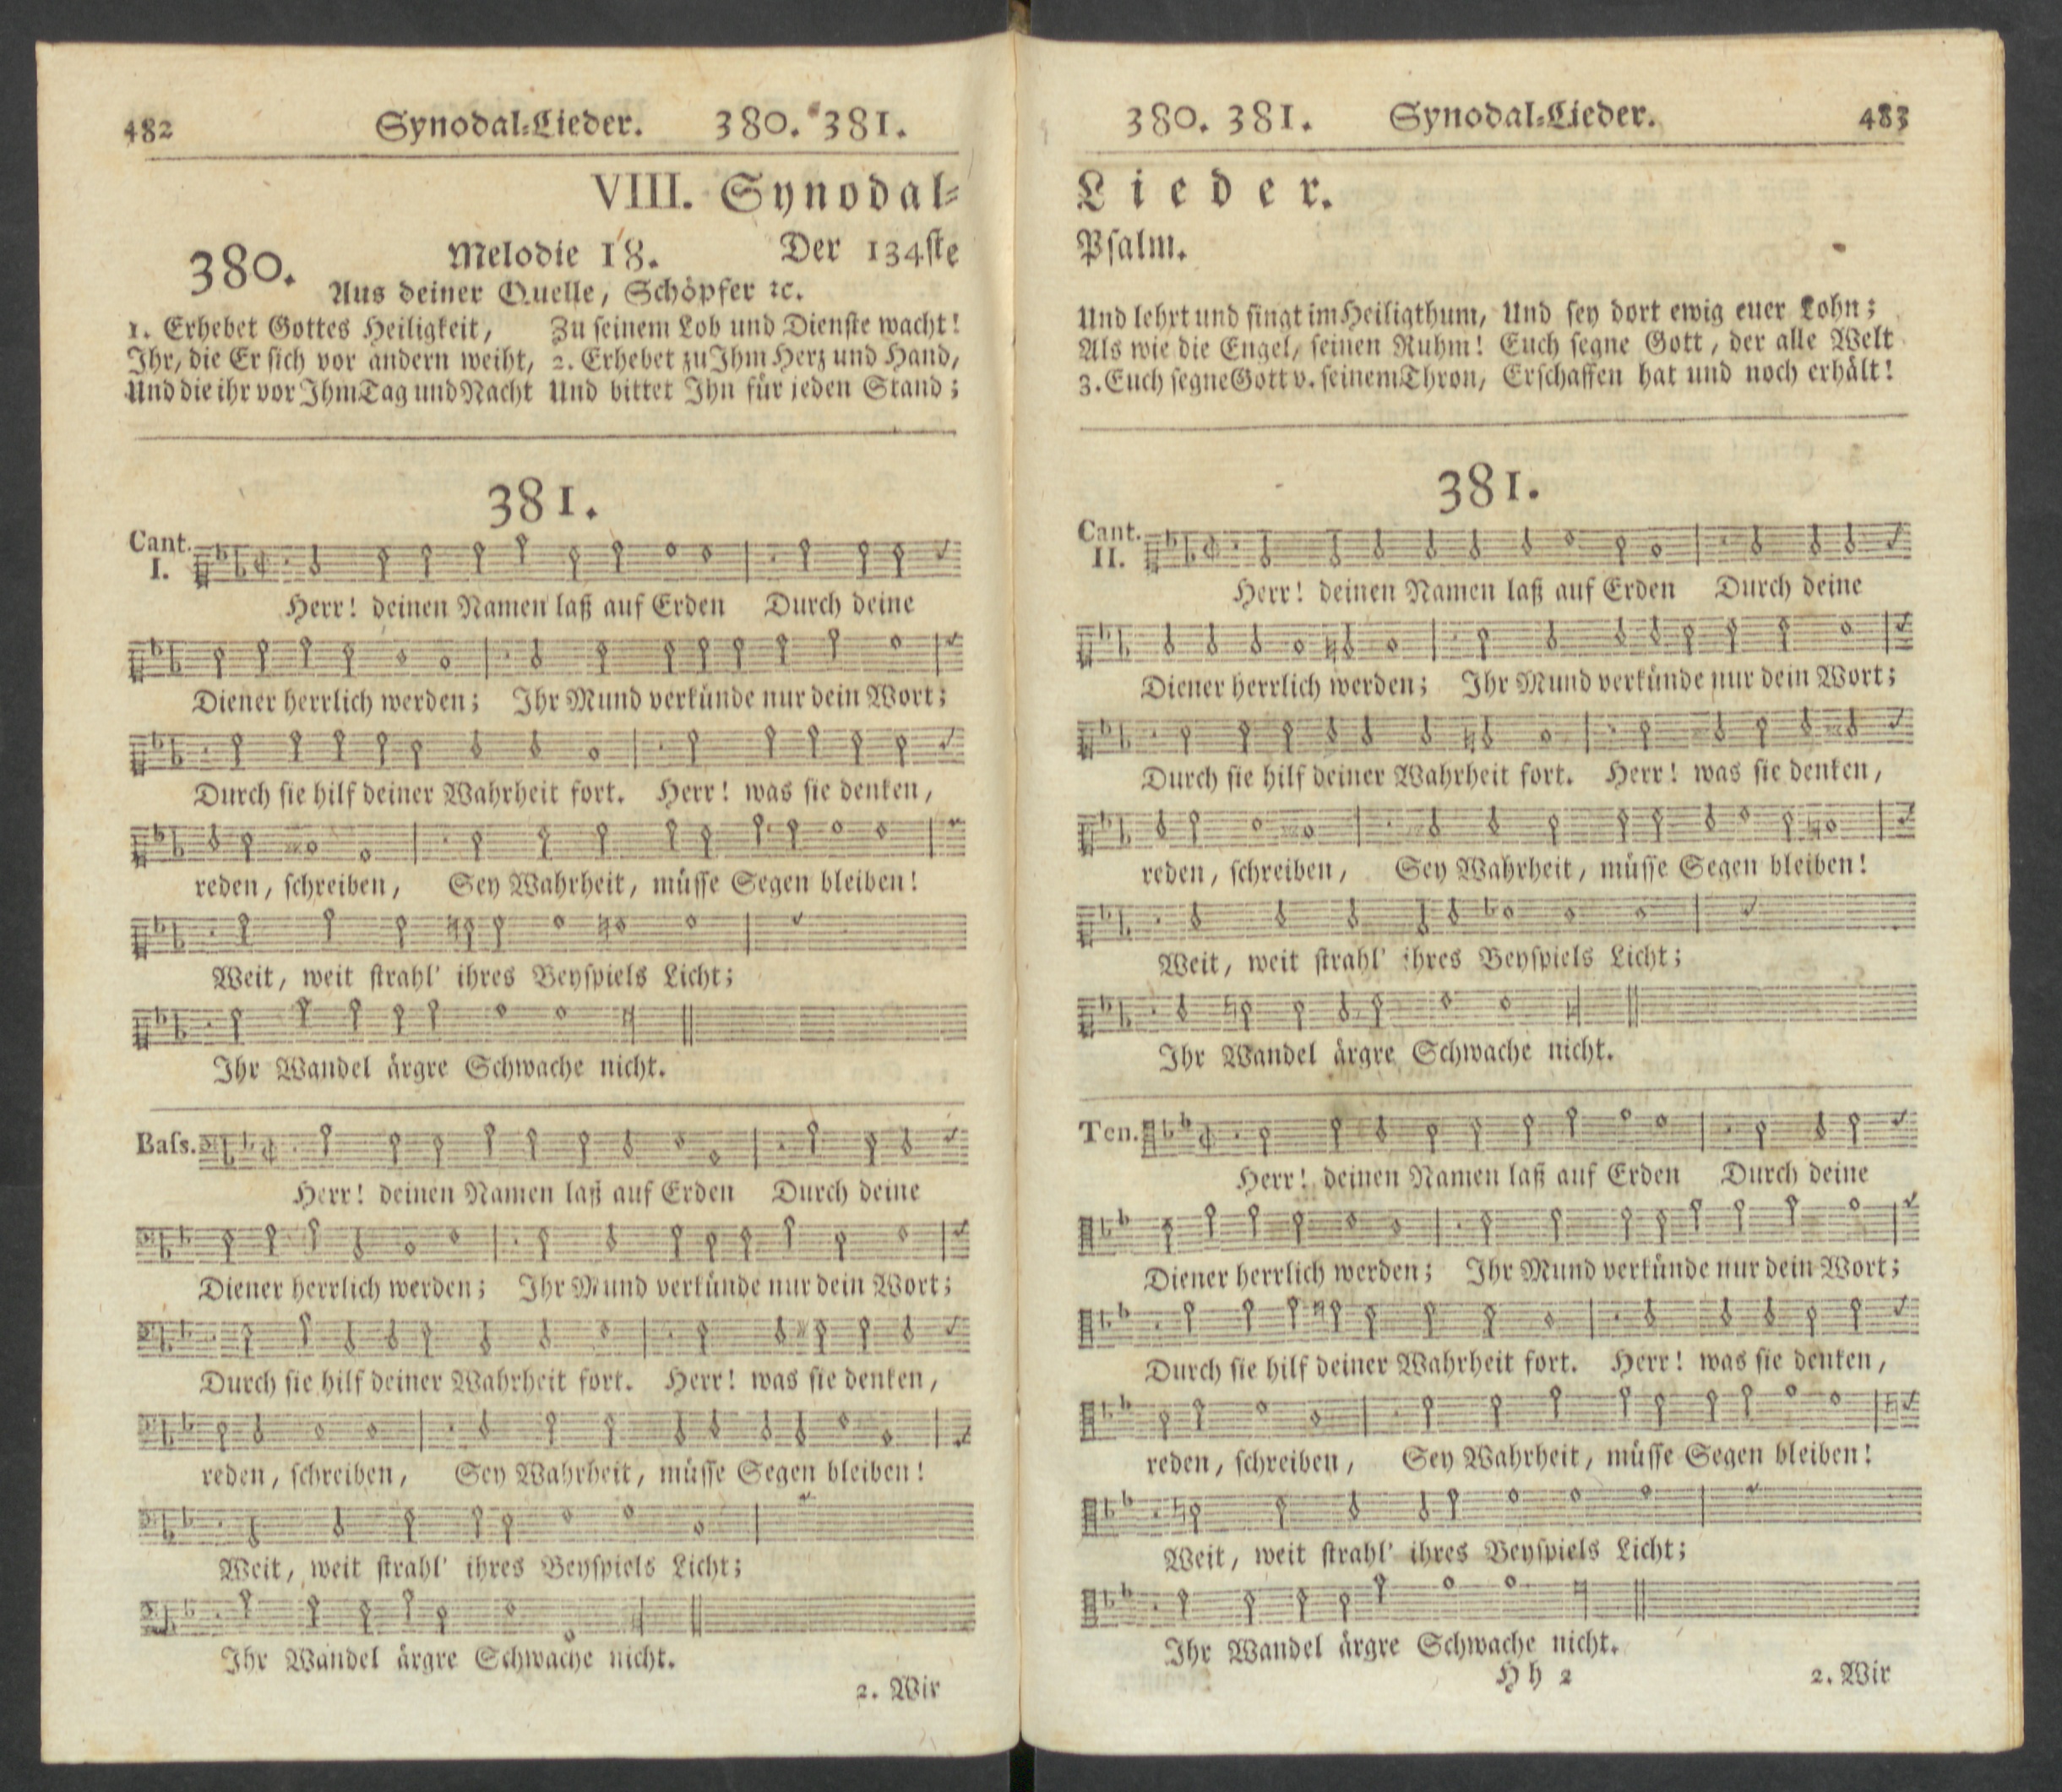 482 Synodal-Lieder. 380. 381.
VIII. Synodal-
380. Melodie 18. Der 134ste
Aus deiner Quelle, Schöpfer ꝛc.
1. Erhebet Gottes Heiligkeit,
Ihr, die Er sich vor andern weiht,
Und die ihr vor Ihm Tag und Nacht
Zu seinem Lob und Dienste wacht!
2. Erhebet zu Ihm Herz und Hand,
Und bittet Ihn für jeden Stand;
381.
Cant. I.
Herr! deinen Namen laß auf Erden Durch deine
Diener herrlich werden; Ihr Mund verkünde nur dein Wort;
Durch sie hilf deiner Wahrheit fort. Herr! was sie denken,
reden, schreiben, Sey Wahrheit, müsse Segen bleiben!
Weit, weit strahl' ihres Beyspiels Licht;
Ihr Wandel ärgre Schwache nicht.
Bass.
Herr! deinen Namen laß auf Erden Durch deine
Diener herrlich werden; Ihr Mund verkünde nur dein Wort;
Durch sie hilf deiner Wahrheit fort. Herr! was sie denken,
reden, schreiben, Sey Wahrheit, müsse Segen bleiben!
Weit, weit strahl' ihres Beyspiels Licht;
Ihr Wandel ärgre Schwache nicht.
2. Wir
380. 381. Synodal-Lieder. 483
Lieder.
Psalm.
Und lehrt und singt im Heiligthum,
Als wie die Engel, seinen Ruhm!
3. Euch segne Gott v. seinem Thron,
Und sey dort ewig euer Lohn;
Euch segne Gott, der alle Welt
Erschaffen hat und noch erhält!
381.
Cant. II.
Herr! deinen Namen laß auf Erden Durch deine
Diener herrlich werden; Ihr Mund verkünde nur dein Wort;
Durch sie hilf deiner Wahrheit fort. Herr! was sie denken,
reden, schreiben, Sey Wahrheit, müsse Segen bleiben!
Weit, weit strahl' ihres Beyspiels Licht;
Ihr Wandel ärgre Schwache nicht.
Ten.
Herr! deinen Namen laß auf Erden Durch deine
Diener herrlich werden; Ihr Mund verkünde nur dein Wort;
Durch sie hilf deiner Wahrheit fort. Herr! was sie denken,
reden, schreiben, Sey Wahrheit, müsse Segen bleiben!
Weit, weit strahl' ihres Beyspiels Licht;
Ihr Wandel ärgre Schwache nicht.
H h 2 2. Wir